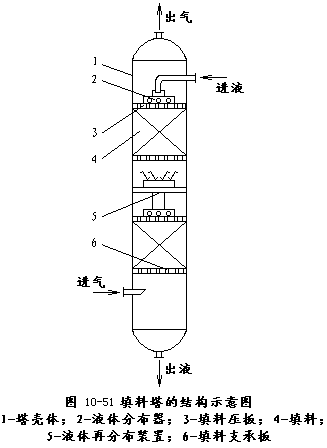 出气
1
2
进液
3
4
5
6
进气
出液
图 10-51 填料塔的结构示意图
1-塔壳体; 2-液体分布器; 3-填料压板; 4-填料;
5-液体再分布装置; 6-填料支承板